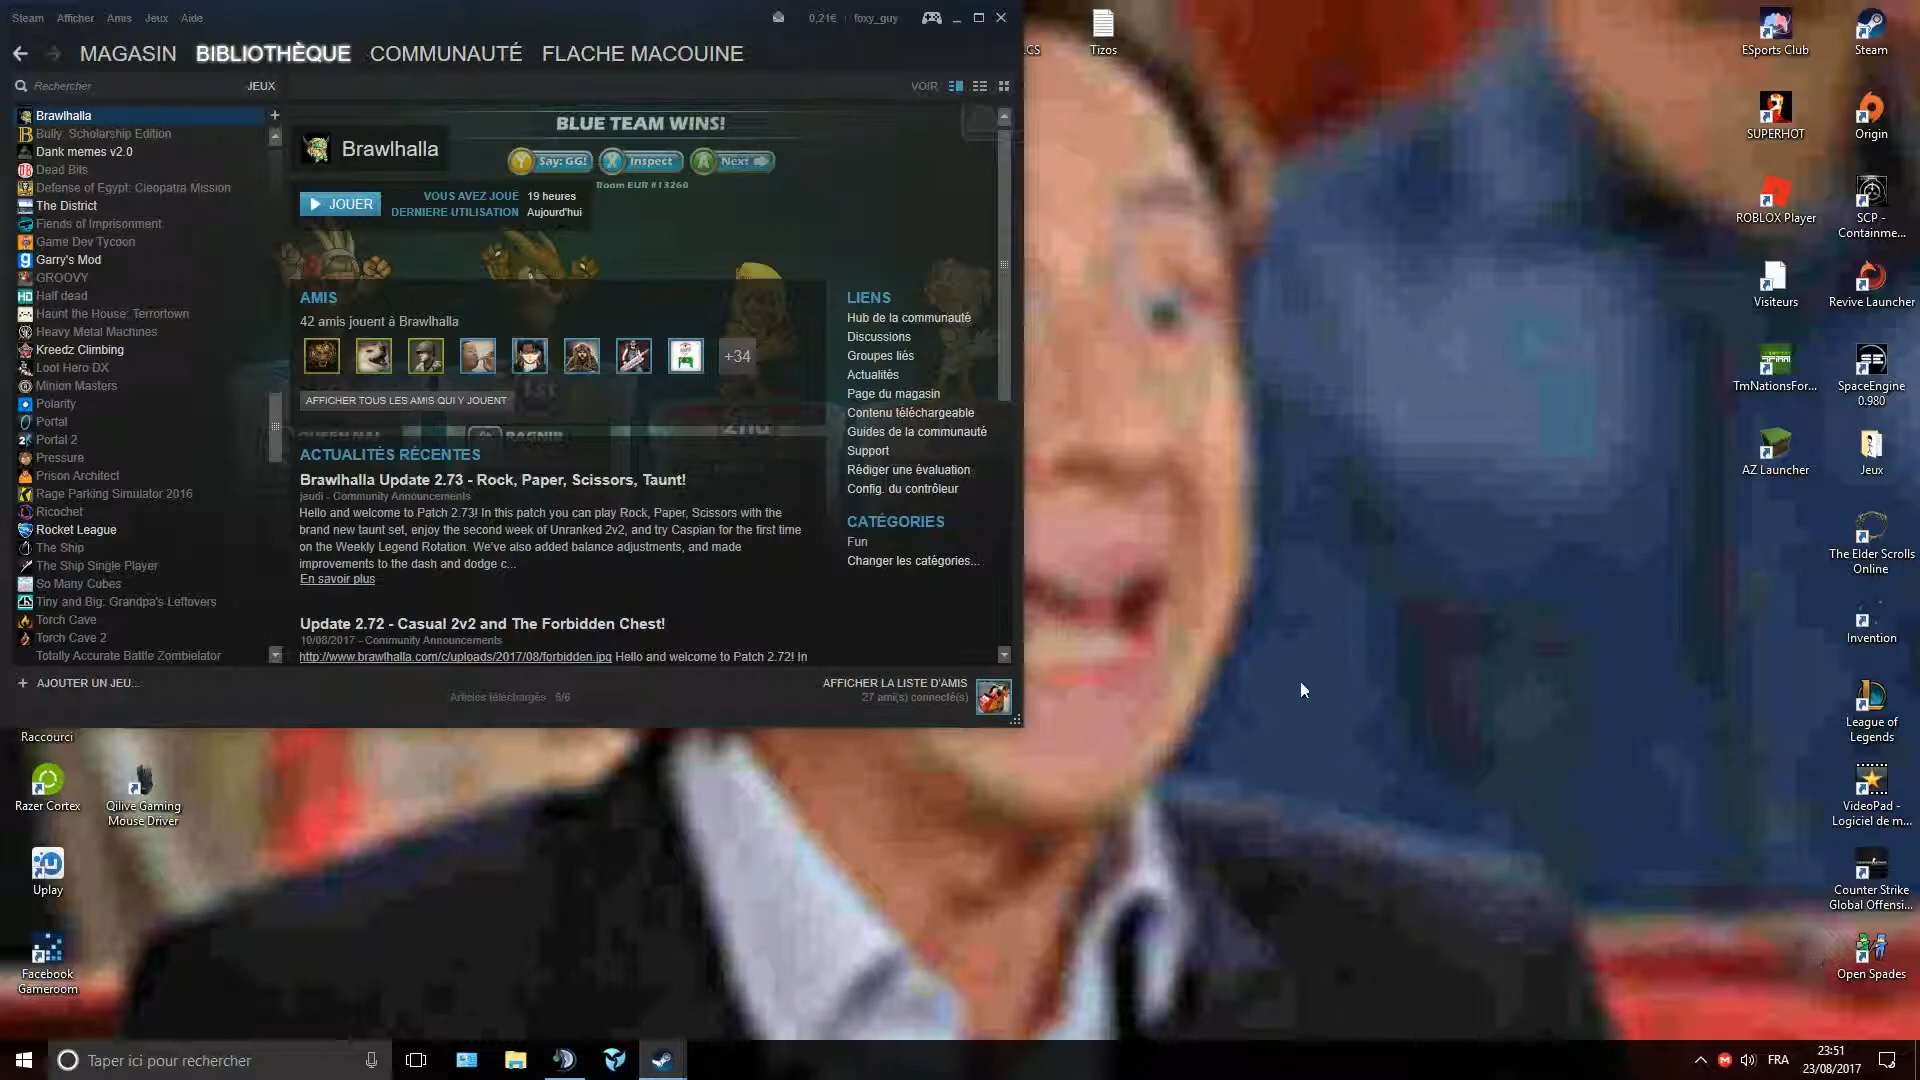 Steam Afficher Amis Jeux Aide
0,21€ foxy_guy
MAGASIN BIBLIOTHÈQUE COMMUNAUTÉ FLACHE MACOUINE
Rechercher JEUX
VOIR
Brawlhalla
Bully: Scholarship Edition
Dank memes v2.0
Dead Bits
Defense of Egypt: Cleopatra Mission
The District
Fiends of Imprisonment
Game Dev Tycoon
Garry's Mod
GROOVY
Half dead
Haunt the House: Terrortown
Heavy Metal Machines
Kreedz Climbing
Loot Hero DX
Minion Masters
Polarity
Portal
Portal 2
Pressure
Prison Architect
Rage Parking Simulator 2016
Ricochet
Rocket League
The Ship
The Ship Single Player
So Many Cubes
Tiny and Big: Grandpa's Leftovers
Torch Cave
Torch Cave 2
Totally Accurate Battle Zombielator
+ AJOUTER UN JEU...
BLUE TEAM WINS!
Brawlhalla
Y Say: GG! X Inspect A Next
Room EUR #13260
JOUER
VOUS AVEZ JOUÉ 19 heures
DERNIÈRE UTILISATION Aujourd'hui
AMIS
42 amis jouent à Brawlhalla
+34
AFFICHER TOUS LES AMIS QUI Y JOUENT
1st
2nd
RAGNIR
ACTUALITÉS RÉCENTES
Brawlhalla Update 2.73 - Rock, Paper, Scissors, Taunt!
jeudi - Community Announcements
Hello and welcome to Patch 2.73! In this patch you can play Rock, Paper, Scissors with the
brand new taunt set, enjoy the second week of Unranked 2v2, and try Caspian for the first time
on the Weekly Legend Rotation. We've also added balance adjustments, and made
improvements to the dash and dodge c...
En savoir plus
Update 2.72 - Casual 2v2 and The Forbidden Chest!
10/08/2017 - Community Announcements
http://www.brawlhalla.com/c/uploads/2017/08/forbidden.jpg Hello and welcome to Patch 2.72! In
LIENS
Hub de la communauté
Discussions
Groupes liés
Actualités
Page du magasin
Contenu téléchargeable
Guides de la communauté
Support
Rédiger une évaluation
Config. du contrôleur
CATÉGORIES
Fun
Changer les catégories...
Articles téléchargés 6/6
AFFICHER LA LISTE D'AMIS
27 ami(s) connecté(s)
Tizos
ESports Club
Steam
SUPERHOT
Origin
ROBLOX Player
SCP -
Containme...
Visiteurs
Revive Launcher
TmNationsFor...
SpaceEngine
0.980
AZ Launcher
Jeux
The Elder Scrolls
Online
Invention
League of
Legends
VideoPad -
Logiciel de m...
Counter Strike
Global Offensi...
Open Spades
Raccourci
Razer Cortex
Qilive Gaming
Mouse Driver
Uplay
Facebook
Gameroom
Taper ici pour rechercher
FRA
23:51
23/08/2017